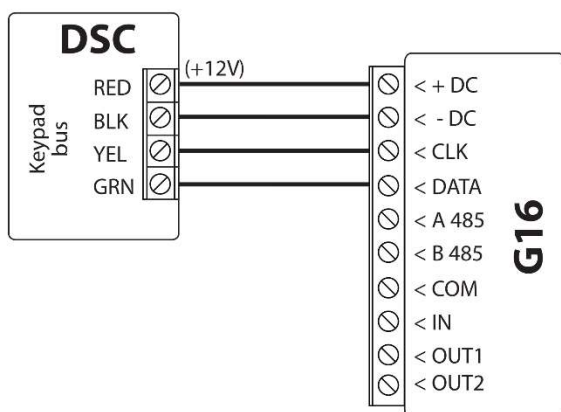 DSC
Keypad
bus
RED
BLK
YEL
GRN
(+12V)
< + DC
< - DC
< CLK
< DATA
< A 485
< B 485
< COM
< IN
< OUT1
< OUT2
G16